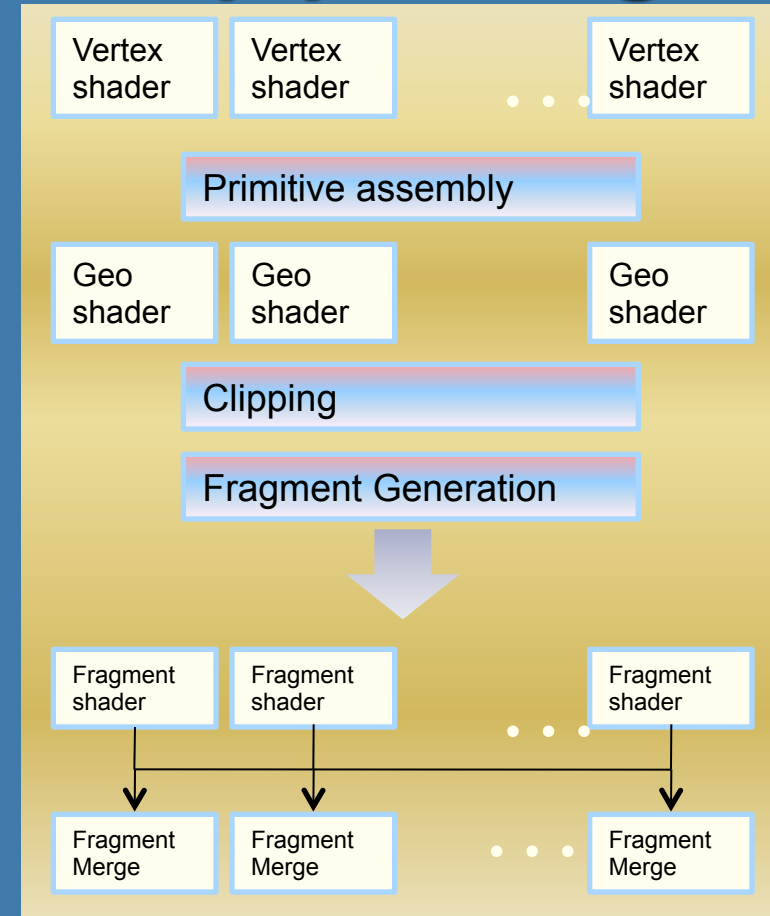 Vertex
shader
Vertex
shader
. . .
Vertex
shader
Primitive assembly
Geo
shader
Geo
shader
Geo
shader
Clipping
Fragment Generation
Fragment
shader
Fragment
shader
. . .
Fragment
shader
Fragment
Merge
Fragment
Merge
. . .
Fragment
Merge